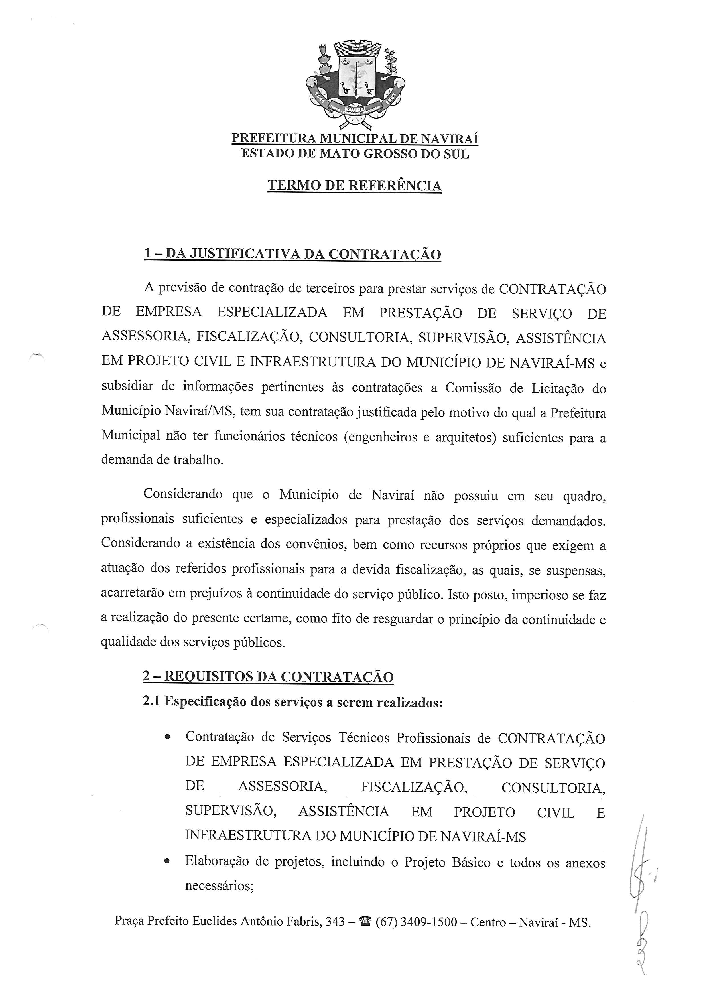 11-11
NAVIRAÍ
1963
PREFEITURA MUNICIPAL DE NAVIRAÍ
ESTADO DE MATO GROSSO DO SUL
TERMO DE REFERÊNCIA
1 – DA JUSTIFICATIVA DA CONTRATAÇÃO
A previsão de contração de terceiros para prestar serviços de CONTRATAÇÃO
DE EMPRESA ESPECIALIZADA EM PRESTAÇÃO DE SERVIÇO DE
ASSESSORIA, FISCALIZAÇÃO, CONSULTORIA, SUPERVISÃO, ASSISTÊNCIA
EM PROJETO CIVIL E INFRAESTRUTURA DO MUNICÍPIO DE NAVIRAÍ-MS e
subsidiar de informações pertinentes às contratações a Comissão de Licitação do
Município Naviraí/MS, tem sua contratação justificada pelo motivo do qual a Prefeitura
Municipal não ter funcionários técnicos (engenheiros e arquitetos) suficientes para a
demanda de trabalho.
Considerando que o Município de Naviraí não possuiu em seu quadro,
profissionais suficientes e especializados para prestação dos serviços demandados.
Considerando a existência dos convênios, bem como recursos próprios que exigem a
atuação dos referidos profissionais para a devida fiscalização, as quais, se suspensas,
acarretarão em prejuízos à continuidade do serviço público. Isto posto, imperioso se faz
a realização do presente certame, como fito de resguardar o princípio da continuidade e
qualidade dos serviços públicos.
2 – REQUISITOS DA CONTRATAÇÃO
2.1 Especificação dos serviços a serem realizados:
• Contratação de Serviços Técnicos Profissionais de CONTRATAÇÃO
DE EMPRESA ESPECIALIZADA EM PRESTAÇÃO DE SERVIÇO
DE ASSESSORIA, FISCALIZAÇÃO, CONSULTORIA,
SUPERVISÃO, ASSISTÊNCIA EM PROJETO CIVIL E
INFRAESTRUTURA DO MUNICÍPIO DE NAVIRAÍ-MS
• Elaboração de projetos, incluindo o Projeto Básico e todos os anexos
necessários;
Praça Prefeito Euclides Antônio Fabris, 343 – ☎ (67) 3409-1500 – Centro – Naviraí - MS.